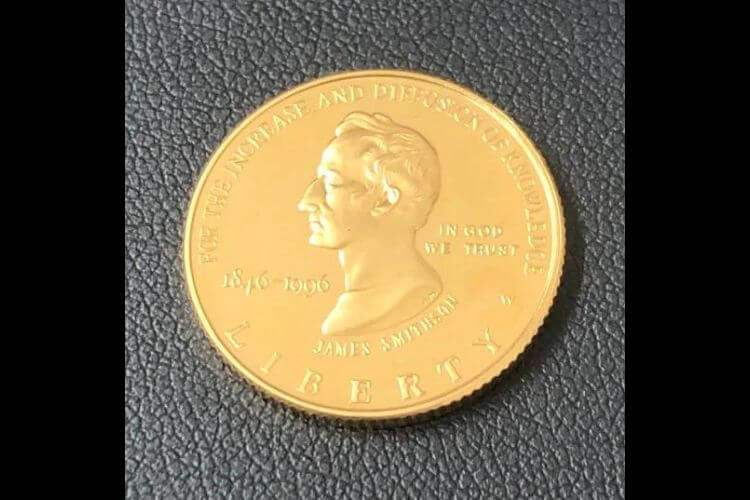 FOR THE INCREASE AND DIFFUSION OF KNOWLEDGE
IN GOD
WE TRUST
1846-1996
W
JAMES SMITHSON
LIBERTY